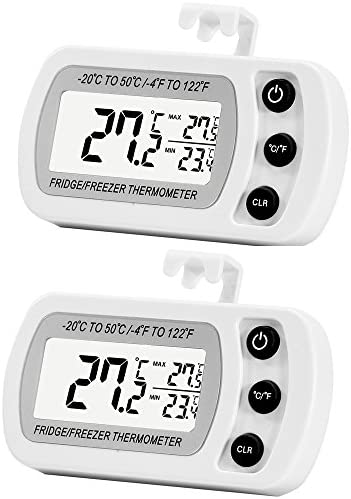 -20°C TO 50°C/-4°F TO 122°F
27.2 °C MAX 27.5 °C
MIN 23.4 °C
FRIDGE/FREEZER THERMOMETER
°C/°F
CLR
-20°C TO 50°C/-4°F TO 122°F
27.2 °C MAX 27.5 °C
MIN 23.4 °C
FRIDGE/FREEZER THERMOMETER
°C/°F
CLR